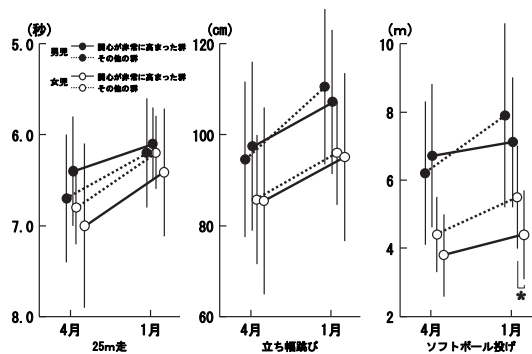 (秒)
5.0
6.0
7.0
8.0
男児 関心が非常に高まった群
その他の群
女児 関心が非常に高まった群
その他の群
4月 1月
25m走
(cm)
120
100
80
60
4月 1月
立ち幅跳び
(m)
10
8
6
4
2
*
4月 1月
ソフトボール投げ